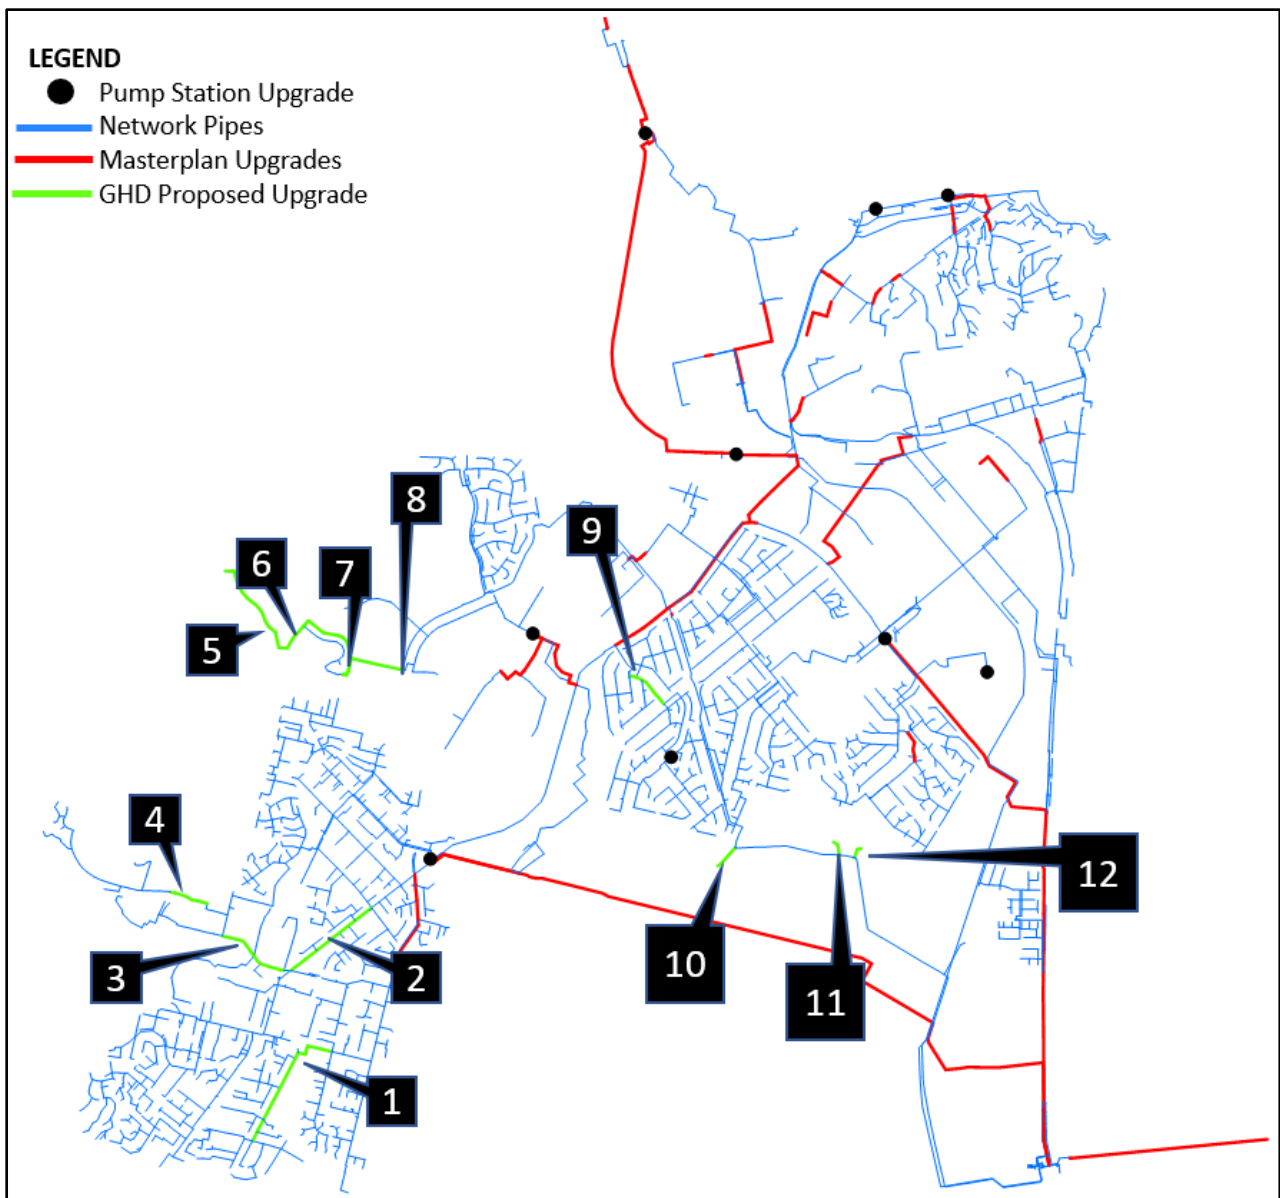 LEGEND
Pump Station Upgrade
Network Pipes
Masterplan Upgrades
GHD Proposed Upgrade
8
9
6
7
5
4
12
10
3
2
11
1